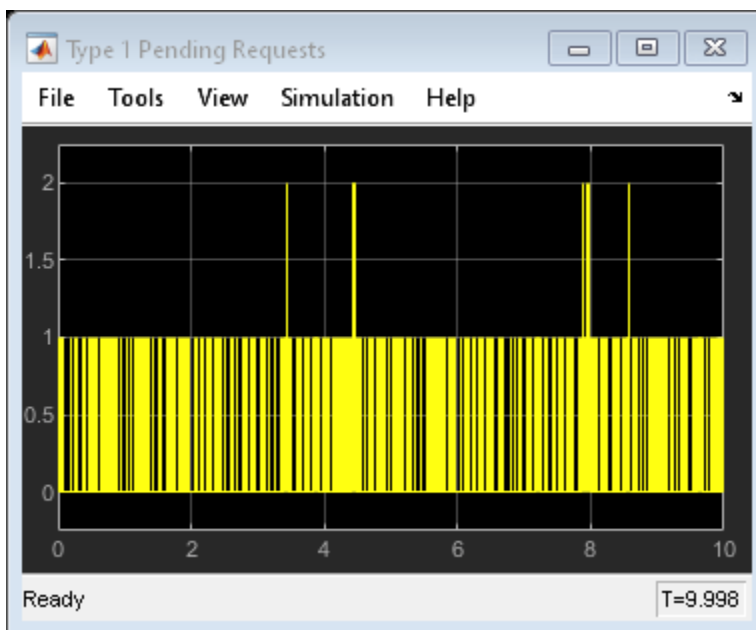 Type 1 Pending Requests
File Tools View Simulation Help
2
1.5
1
0.5
0
0 2 4 6 8 10
Ready T=9.998